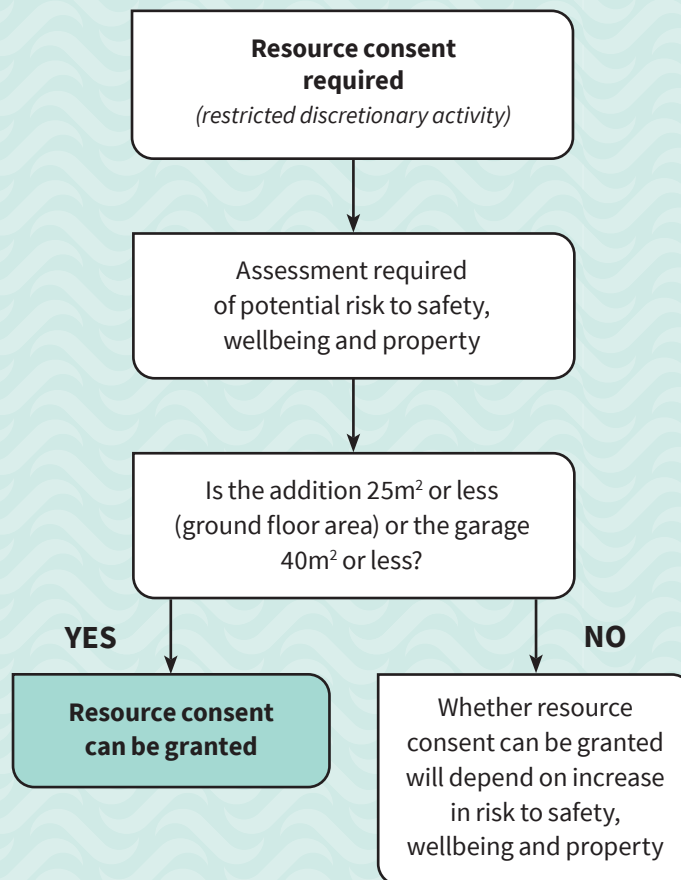 Resource consent
required
(restricted discretionary activity)
Assessment required
of potential risk to safety,
wellbeing and property
Is the addition 25m² or less
(ground floor area) or the garage
40m² or less?
YES
NO
Resource consent
can be granted
Whether resource
consent can be granted
will depend on increase
in risk to safety,
wellbeing and property